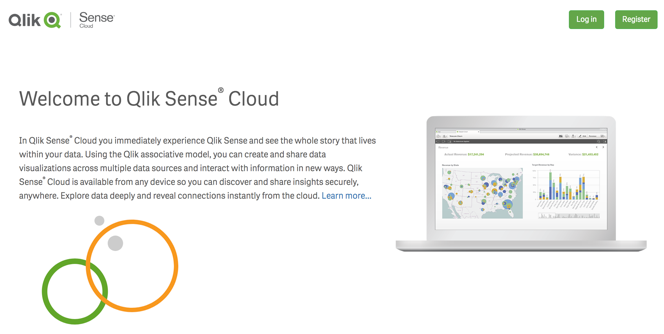 Qlik Sense®
Cloud
Log in
Register
Welcome to Qlik Sense® Cloud
In Qlik Sense® Cloud you immediately experience Qlik Sense and see the whole story that lives
within your data. Using the Qlik associative model, you can create and share data
visualizations across multiple data sources and interact with information in new ways. Qlik
Sense® Cloud is available from any device so you can discover and share insights securely,
anywhere. Explore data deeply and reveal connections instantly from the cloud. Learn more...